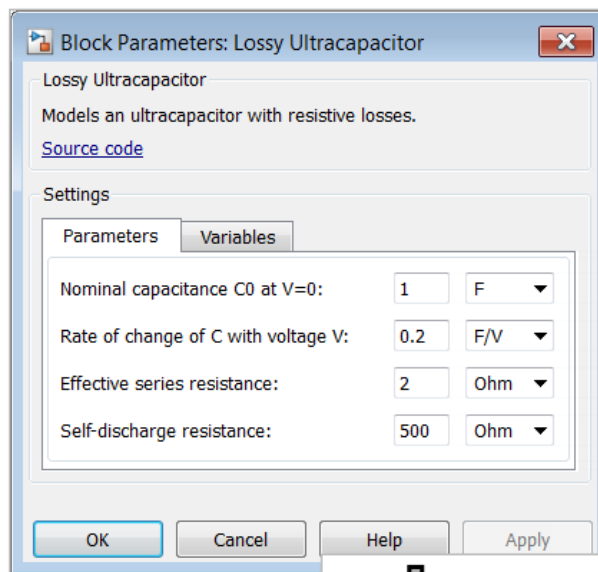 Block Parameters: Lossy Ultracapacitor
Lossy Ultracapacitor
Models an ultracapacitor with resistive losses.
Source code
Settings
Parameters Variables
Nominal capacitance C0 at V=0: 1 F
Rate of change of C with voltage V: 0.2 F/V
Effective series resistance: 2 Ohm
Self-discharge resistance: 500 Ohm
OK Cancel Help Apply